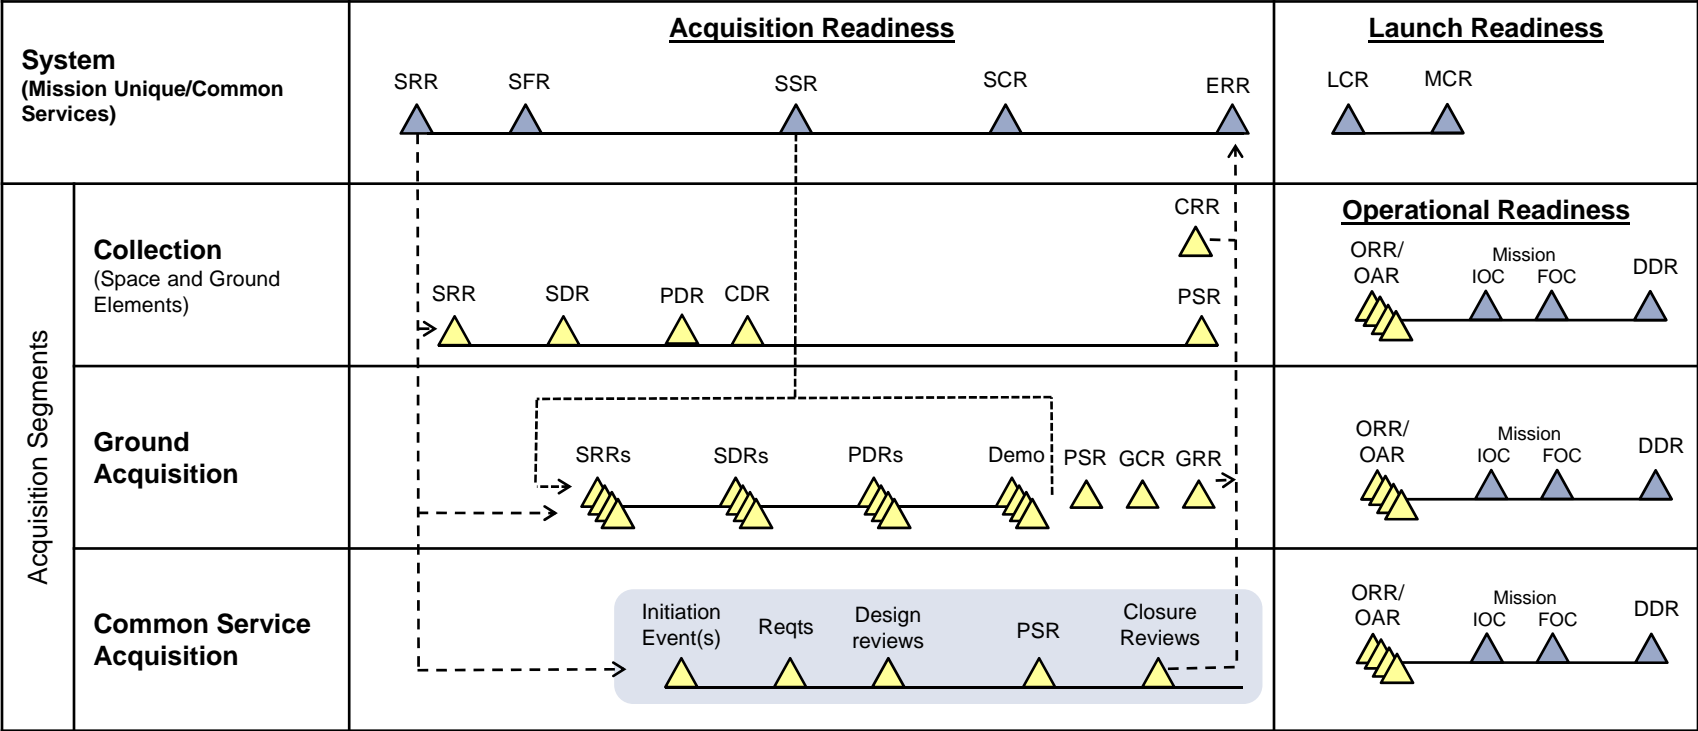 Acquisition Readiness
Launch Readiness
System
(Mission Unique/Common
Services)
SRR
SFR
SSR
SCR
ERR
LCR
MCR
Acquisition Segments
Collection
(Space and Ground
Elements)
CRR
SRR
SDR
PDR
CDR
PSR
Operational Readiness
ORR/
OAR
Mission
IOC
FOC
DDR
Ground
Acquisition
SRRs
SDRs
PDRs
Demo
PSR
GCR
GRR
ORR/
OAR
Mission
IOC
FOC
DDR
Common Service
Acquisition
Initiation
Event(s)
Reqts
Design
reviews
PSR
Closure
Reviews
ORR/
OAR
Mission
IOC
FOC
DDR